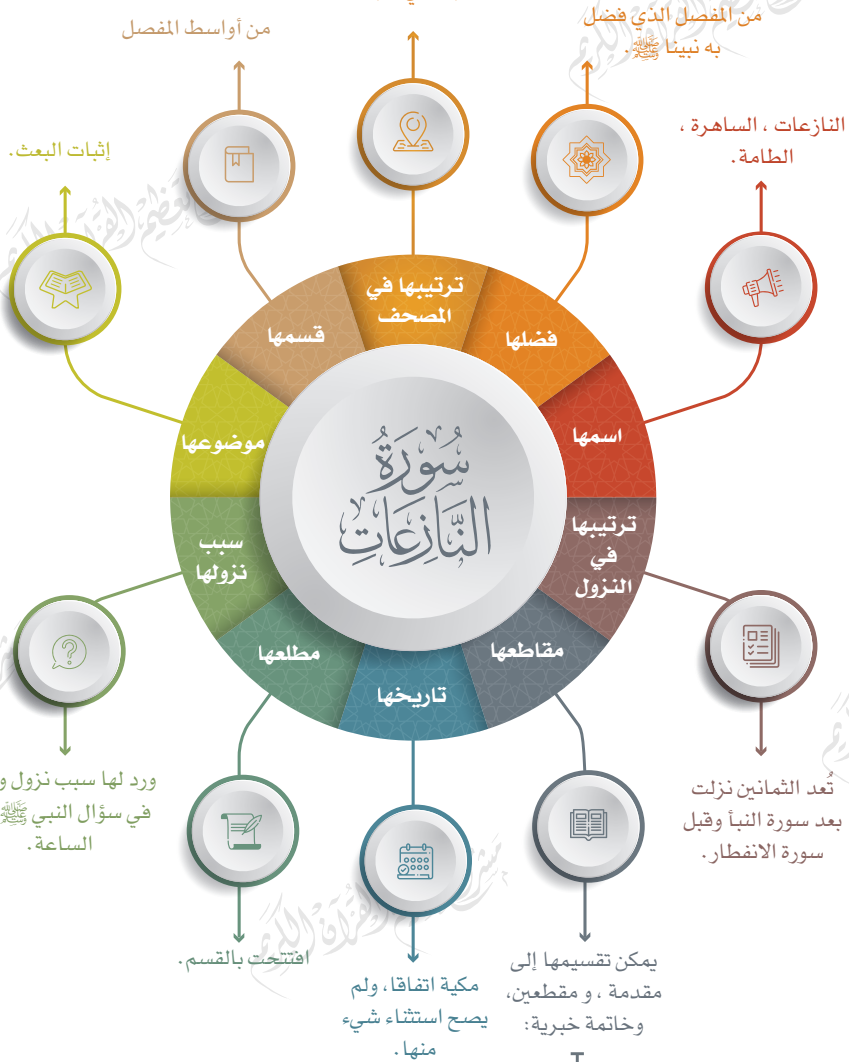 من المفصل الذي فضل
به نبينا ﷺ.
من أواسط المفصل
النازعات ، الساهرة ،
الطامة.
إثبات البعث.
ترتيبها في
المصحف
فضلها
قسمها
اسمها
موضوعها
سُورَةُ
النَّازِعَاتِ
ترتيبها
في
النزول
سبب
نزولها
مقاطعها
مطلعها
تاريخها
تُعد الثمانين نزلت
بعد سورة النبأ وقبل
سورة الانفطار.
ورد لها سبب نزول و
في سؤال النبي ﷺ
الساعة.
افتتحت بالقسم.
يمكن تقسيمها إلى
مقدمة ، و مقطعين،
وخاتمة خبرية:
مكية اتفاقا، ولم
يصح استثناء شيء
منها.